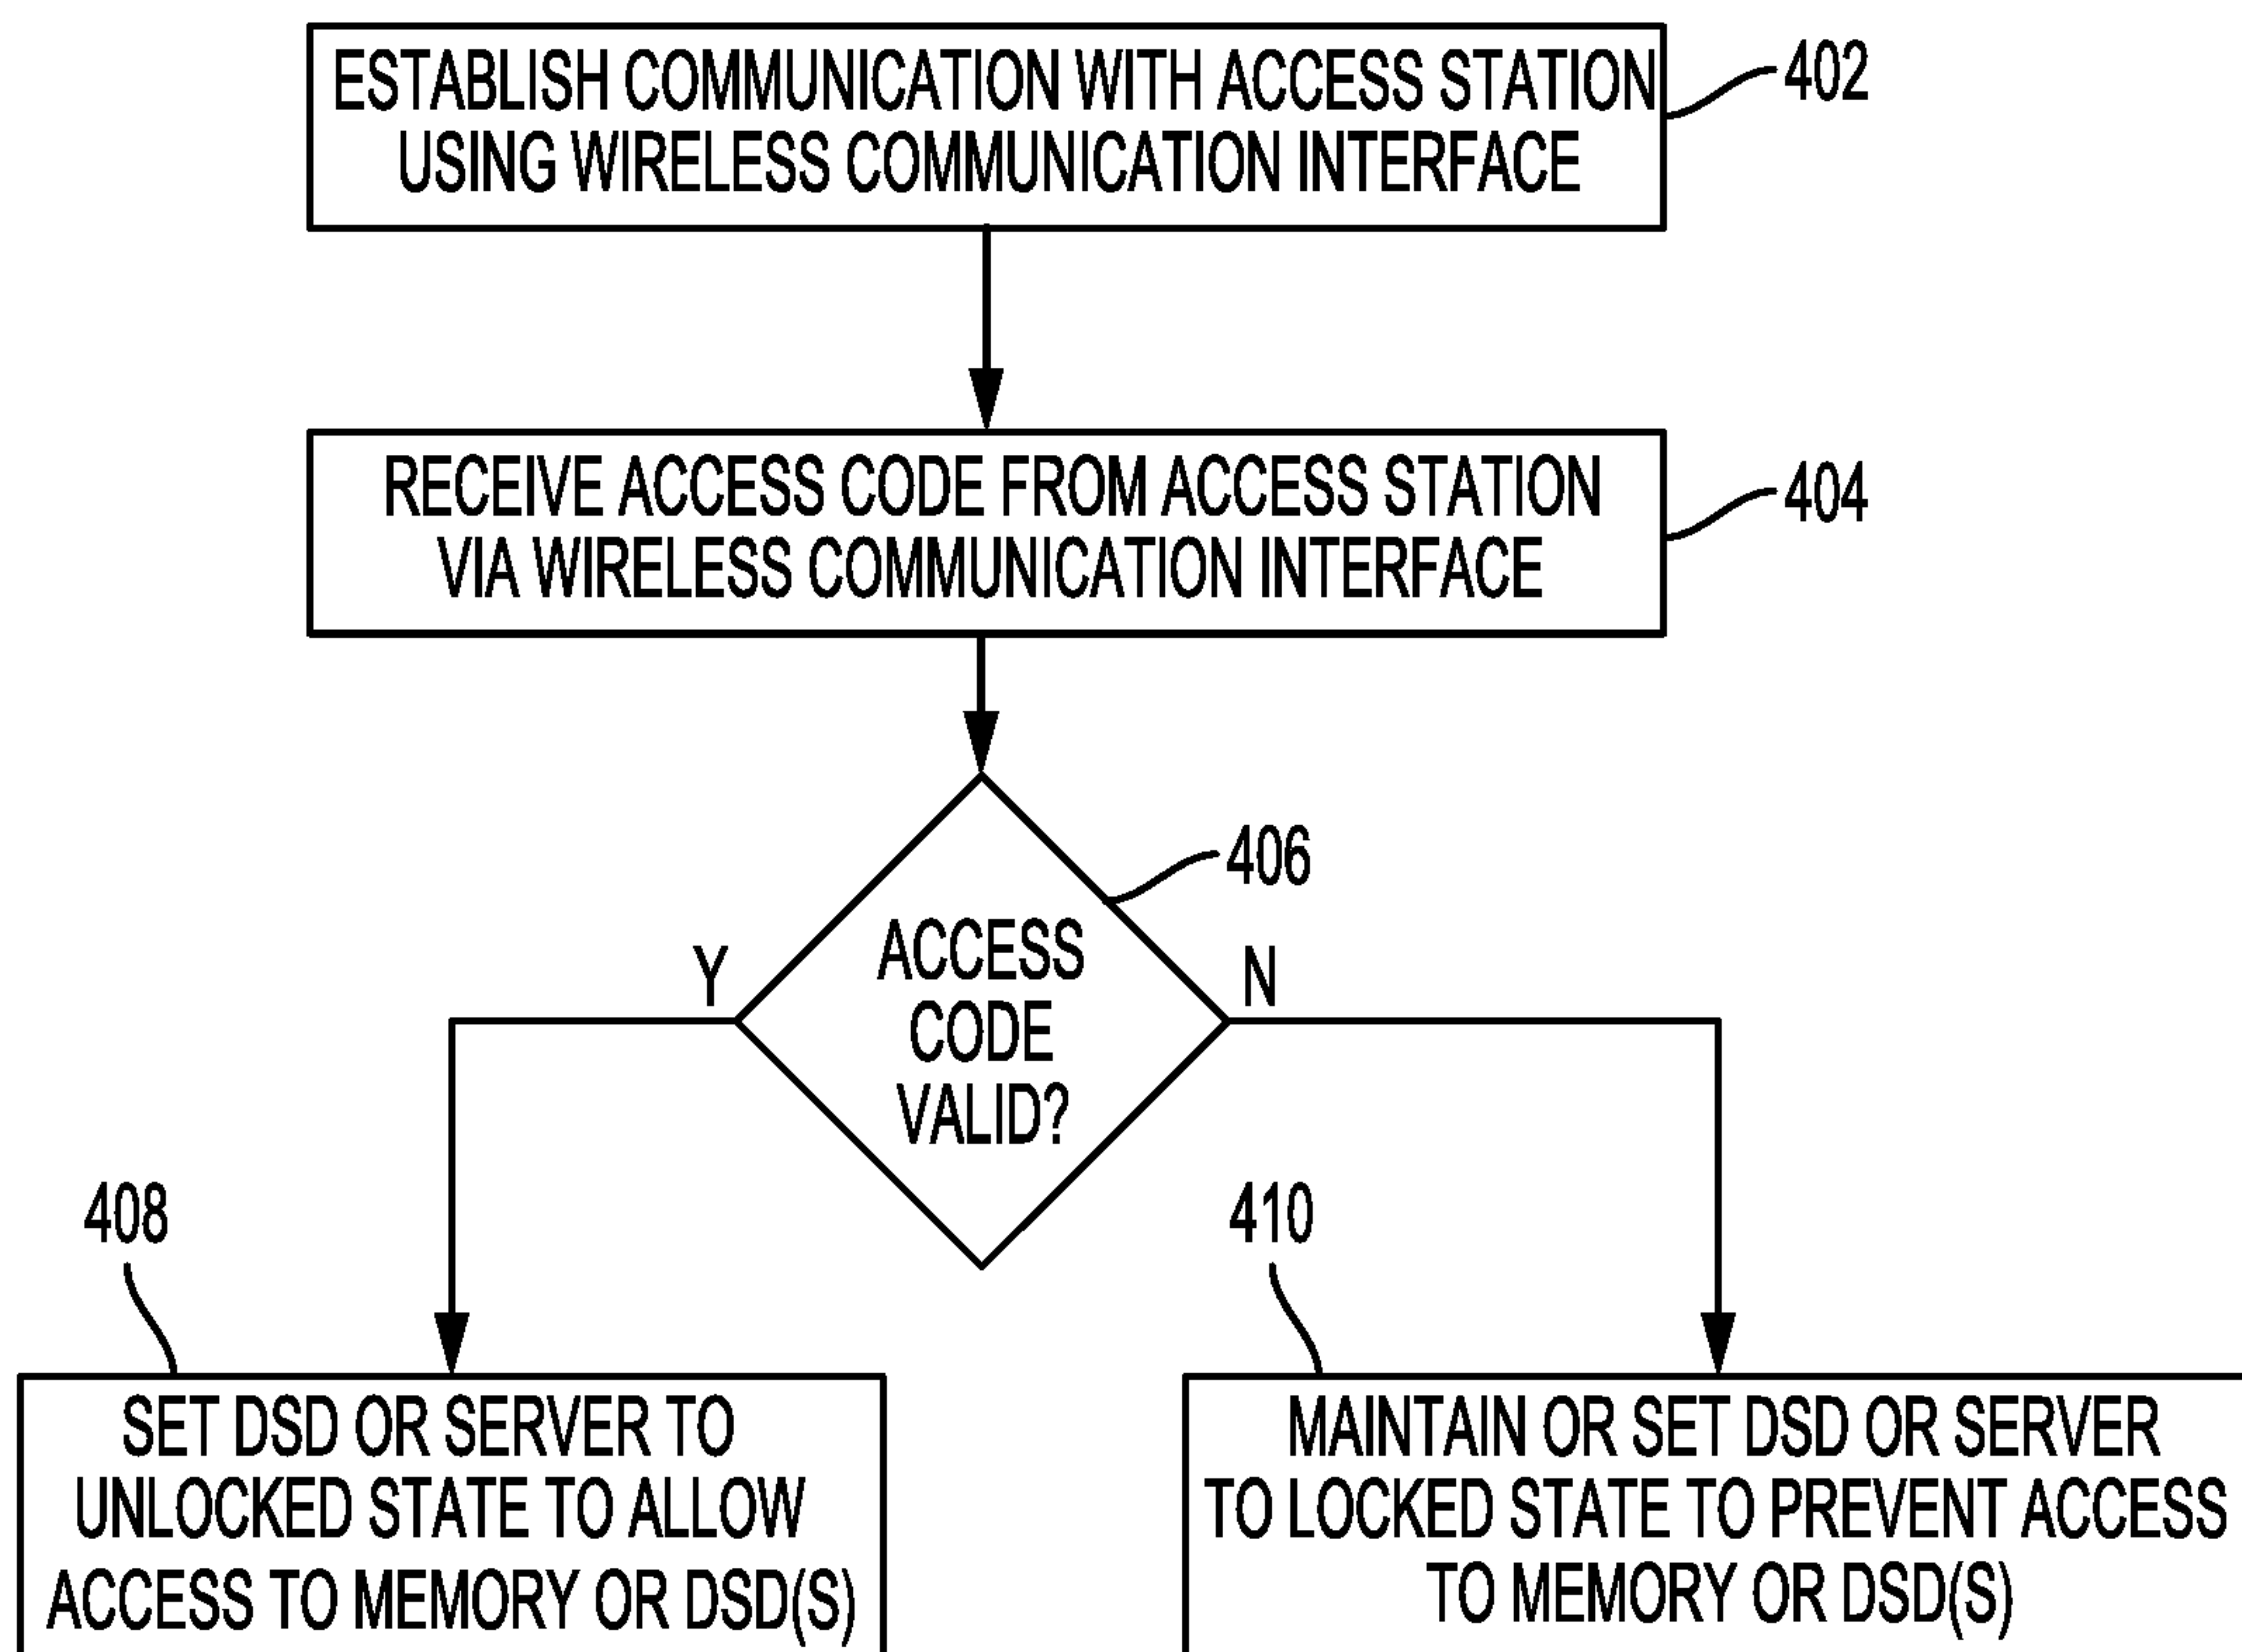 ESTABLISH COMMUNICATION WITH ACCESS STATION
USING WIRELESS COMMUNICATION INTERFACE
402
RECEIVE ACCESS CODE FROM ACCESS STATION
VIA WIRELESS COMMUNICATION INTERFACE
404
406
ACCESS
CODE
VALID?
Y
N
408
SET DSD OR SERVER TO
UNLOCKED STATE TO ALLOW
ACCESS TO MEMORY OR DSD(S)
410
MAINTAIN OR SET DSD OR SERVER
TO LOCKED STATE TO PREVENT ACCESS
TO MEMORY OR DSD(S)